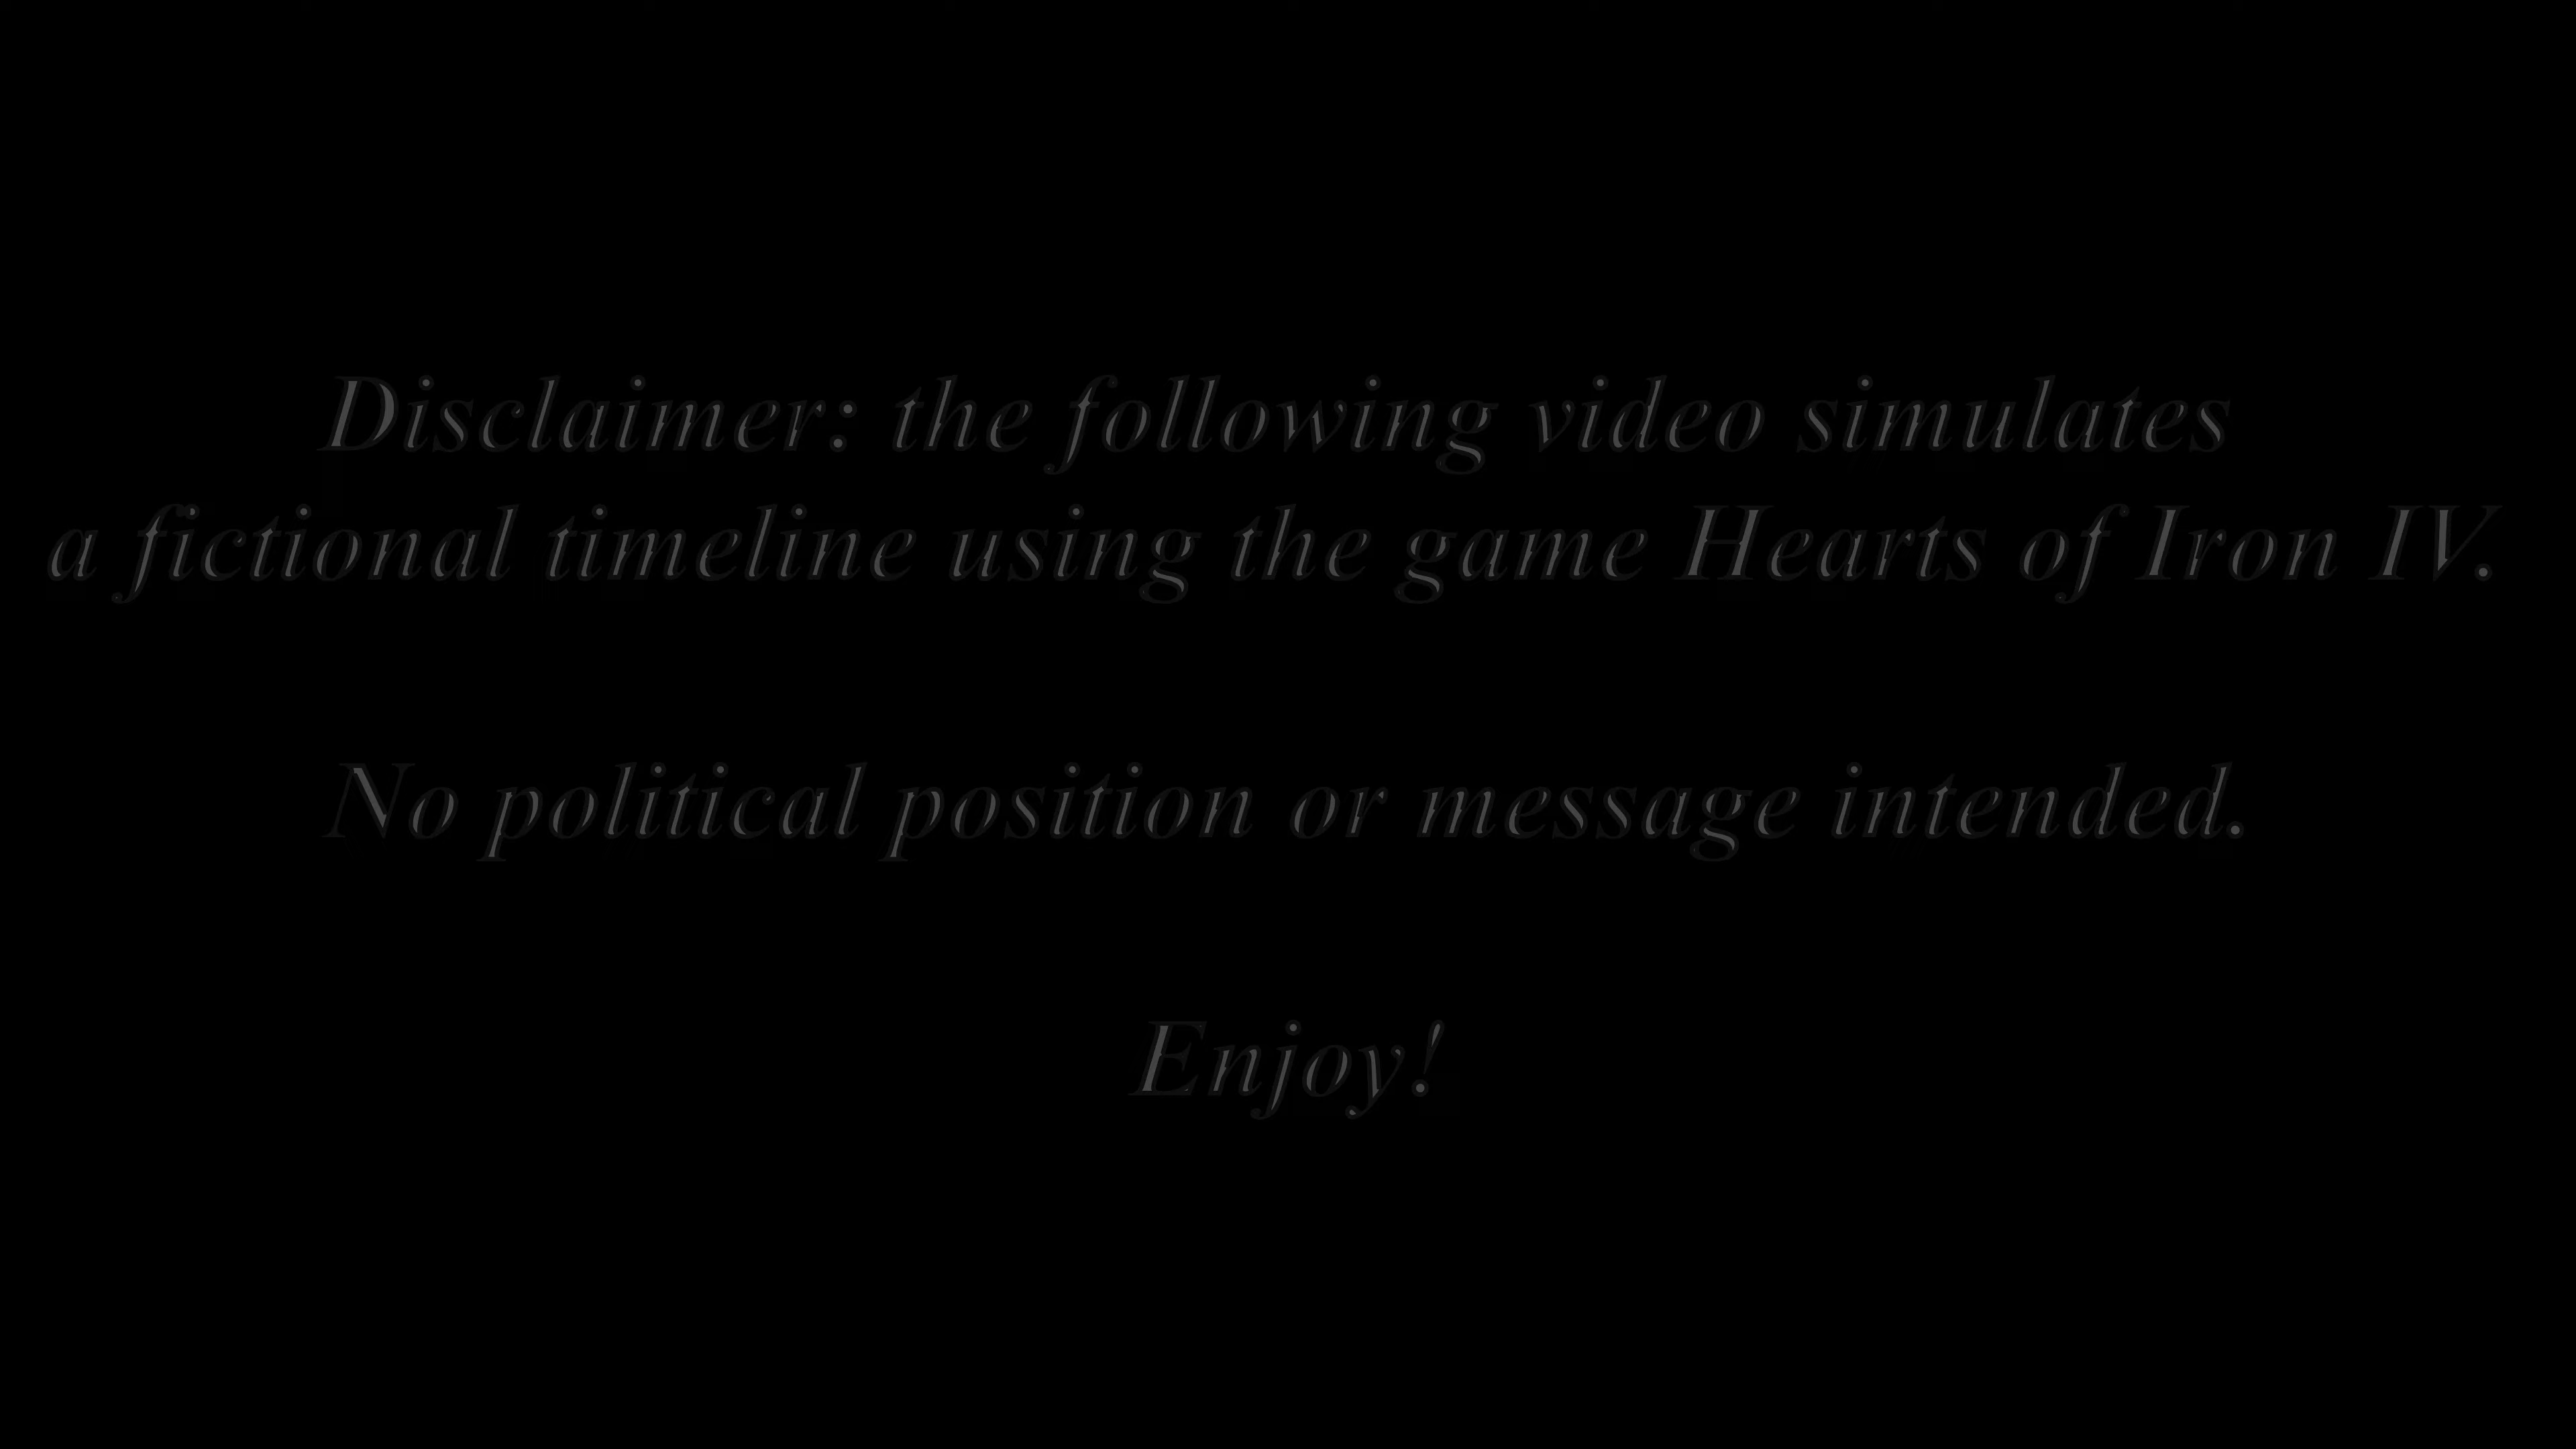 Disclaimer: the following video simulates
a fictional timeline using the game Hearts of Iron IV.
No political position or message intended.
Enjoy!